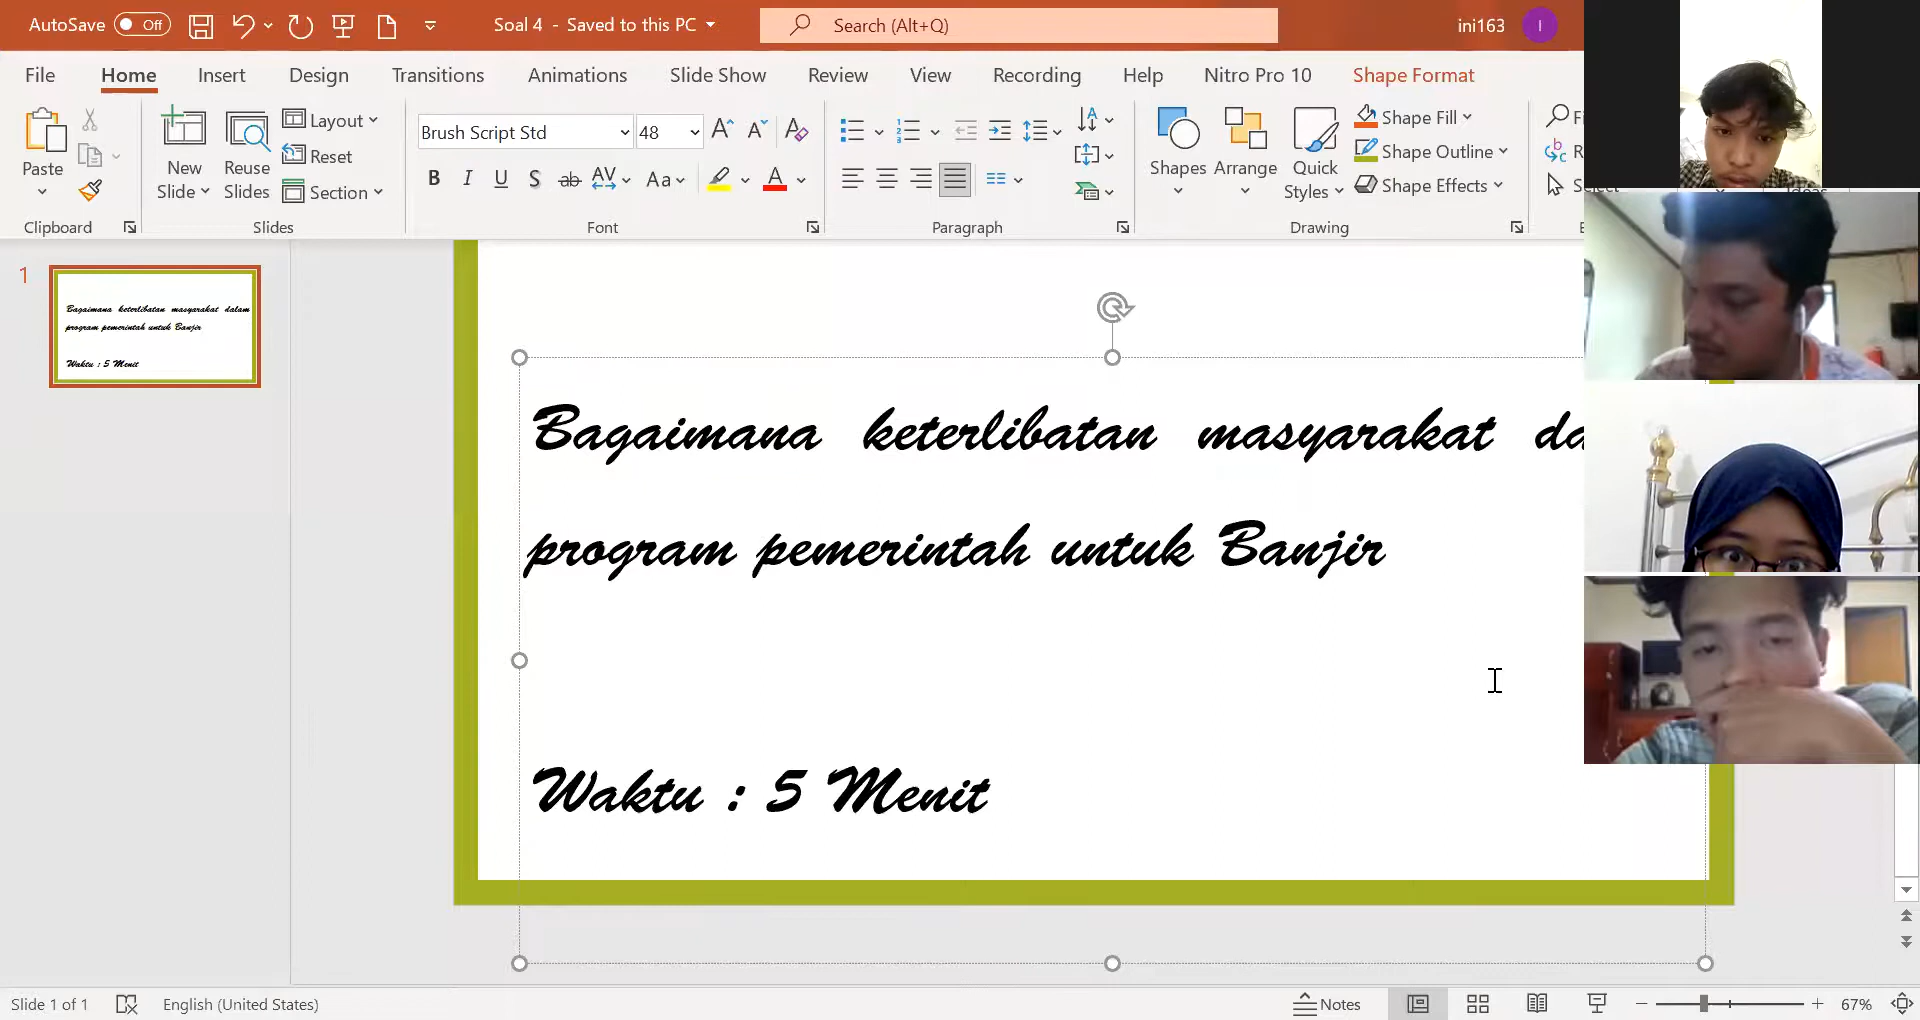 AutoSave Off Soal 4 - Saved to this PC Search (Alt+Q) ini163 I
File Home Insert Design Transitions Animations Slide Show Review View Recording Help Nitro Pro 10 Shape Format
Paste
Clipboard
New Slide
Reuse Slides
Layout
Reset
Section
Slides
Brush Script Std 48
B I U S ab AV Aa A
Font
Paragraph
Shapes
Arrange
Quick Styles
Shape Fill
Shape Outline
Shape Effects
Drawing
Select
1
Bagaimana keterlibatan masyarakat dalam
program pemerintah untuk Banjir
Waktu : 5 Menit
Bagaimana keterlibatan masyarakat da
program pemerintah untuk Banjir
Waktu : 5 Menit
Slide 1 of 1 English (United States) Notes 67%